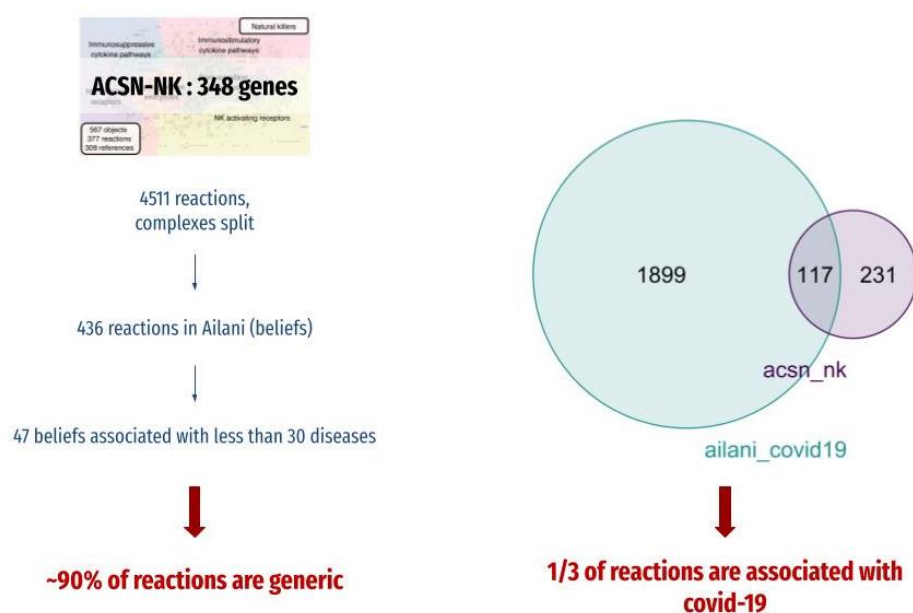 Natural killers
Immunosuppressive
cytokine pathways
Immunostimulatory
cytokine pathways
ACSN-NK : 348 genes
receptors
NK activating receptors
567 objects
377 reactions
309 references
4511 reactions,
complexes split
436 reactions in Ailani (beliefs)
47 beliefs associated with less than 30 diseases
~90% of reactions are generic
1899
117
231
acsn_nk
ailani_covid19
1/3 of reactions are associated with
covid-19